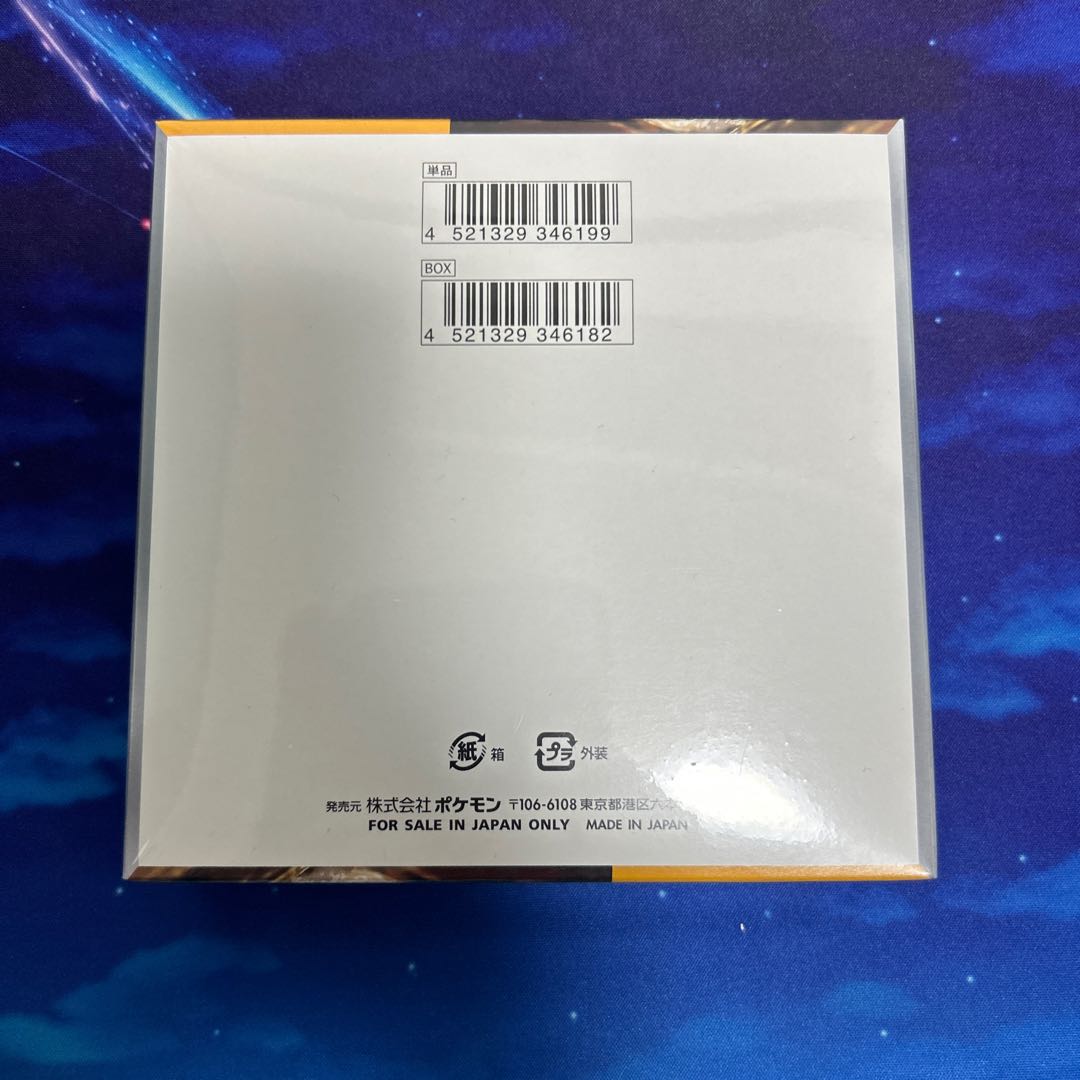 単品
4 521329 346199
BOX
4 521329 346182
紙 箱 プラ 外装
発売元 株式会社ポケモン 〒106-6108 東京都港区六本
FOR SALE IN JAPAN ONLY MADE IN JAPAN